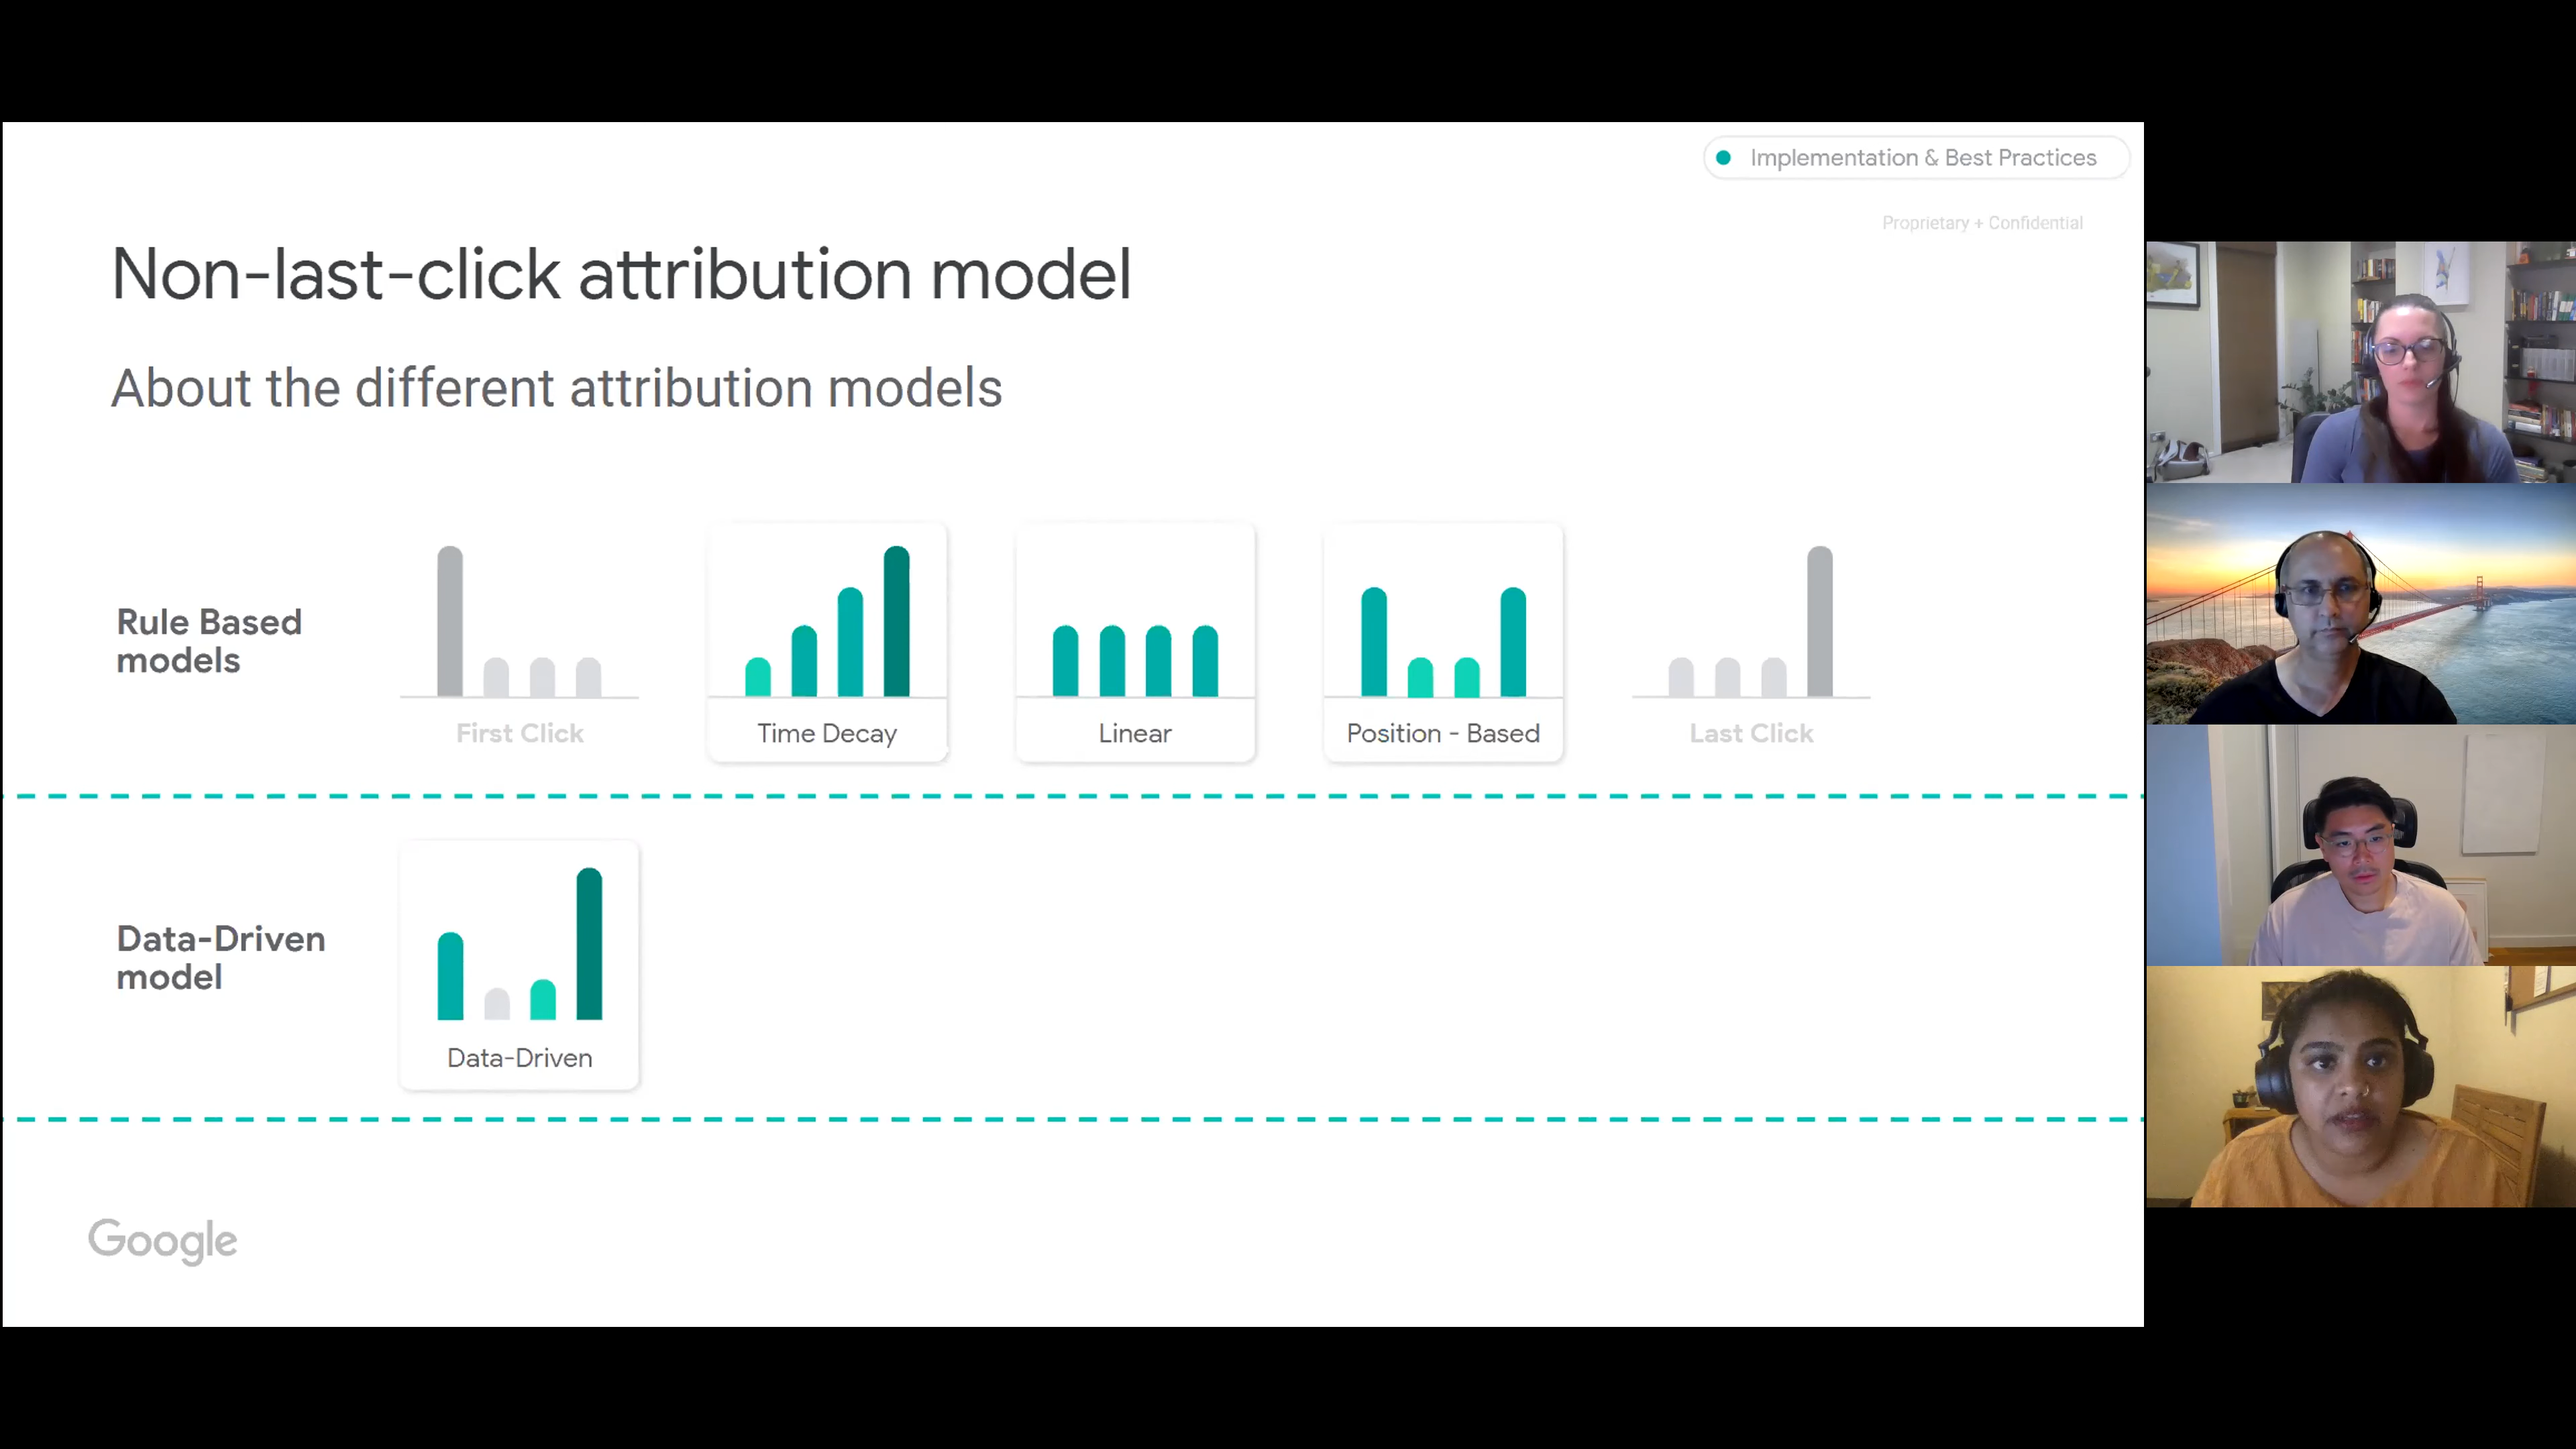 Implementation & Best Practices
Proprietary + Confidential
Non-last-click attribution model
About the different attribution models
Rule Based
models
First Click
Time Decay
Linear
Position - Based
Last Click
Data-Driven
model
Data-Driven
Google